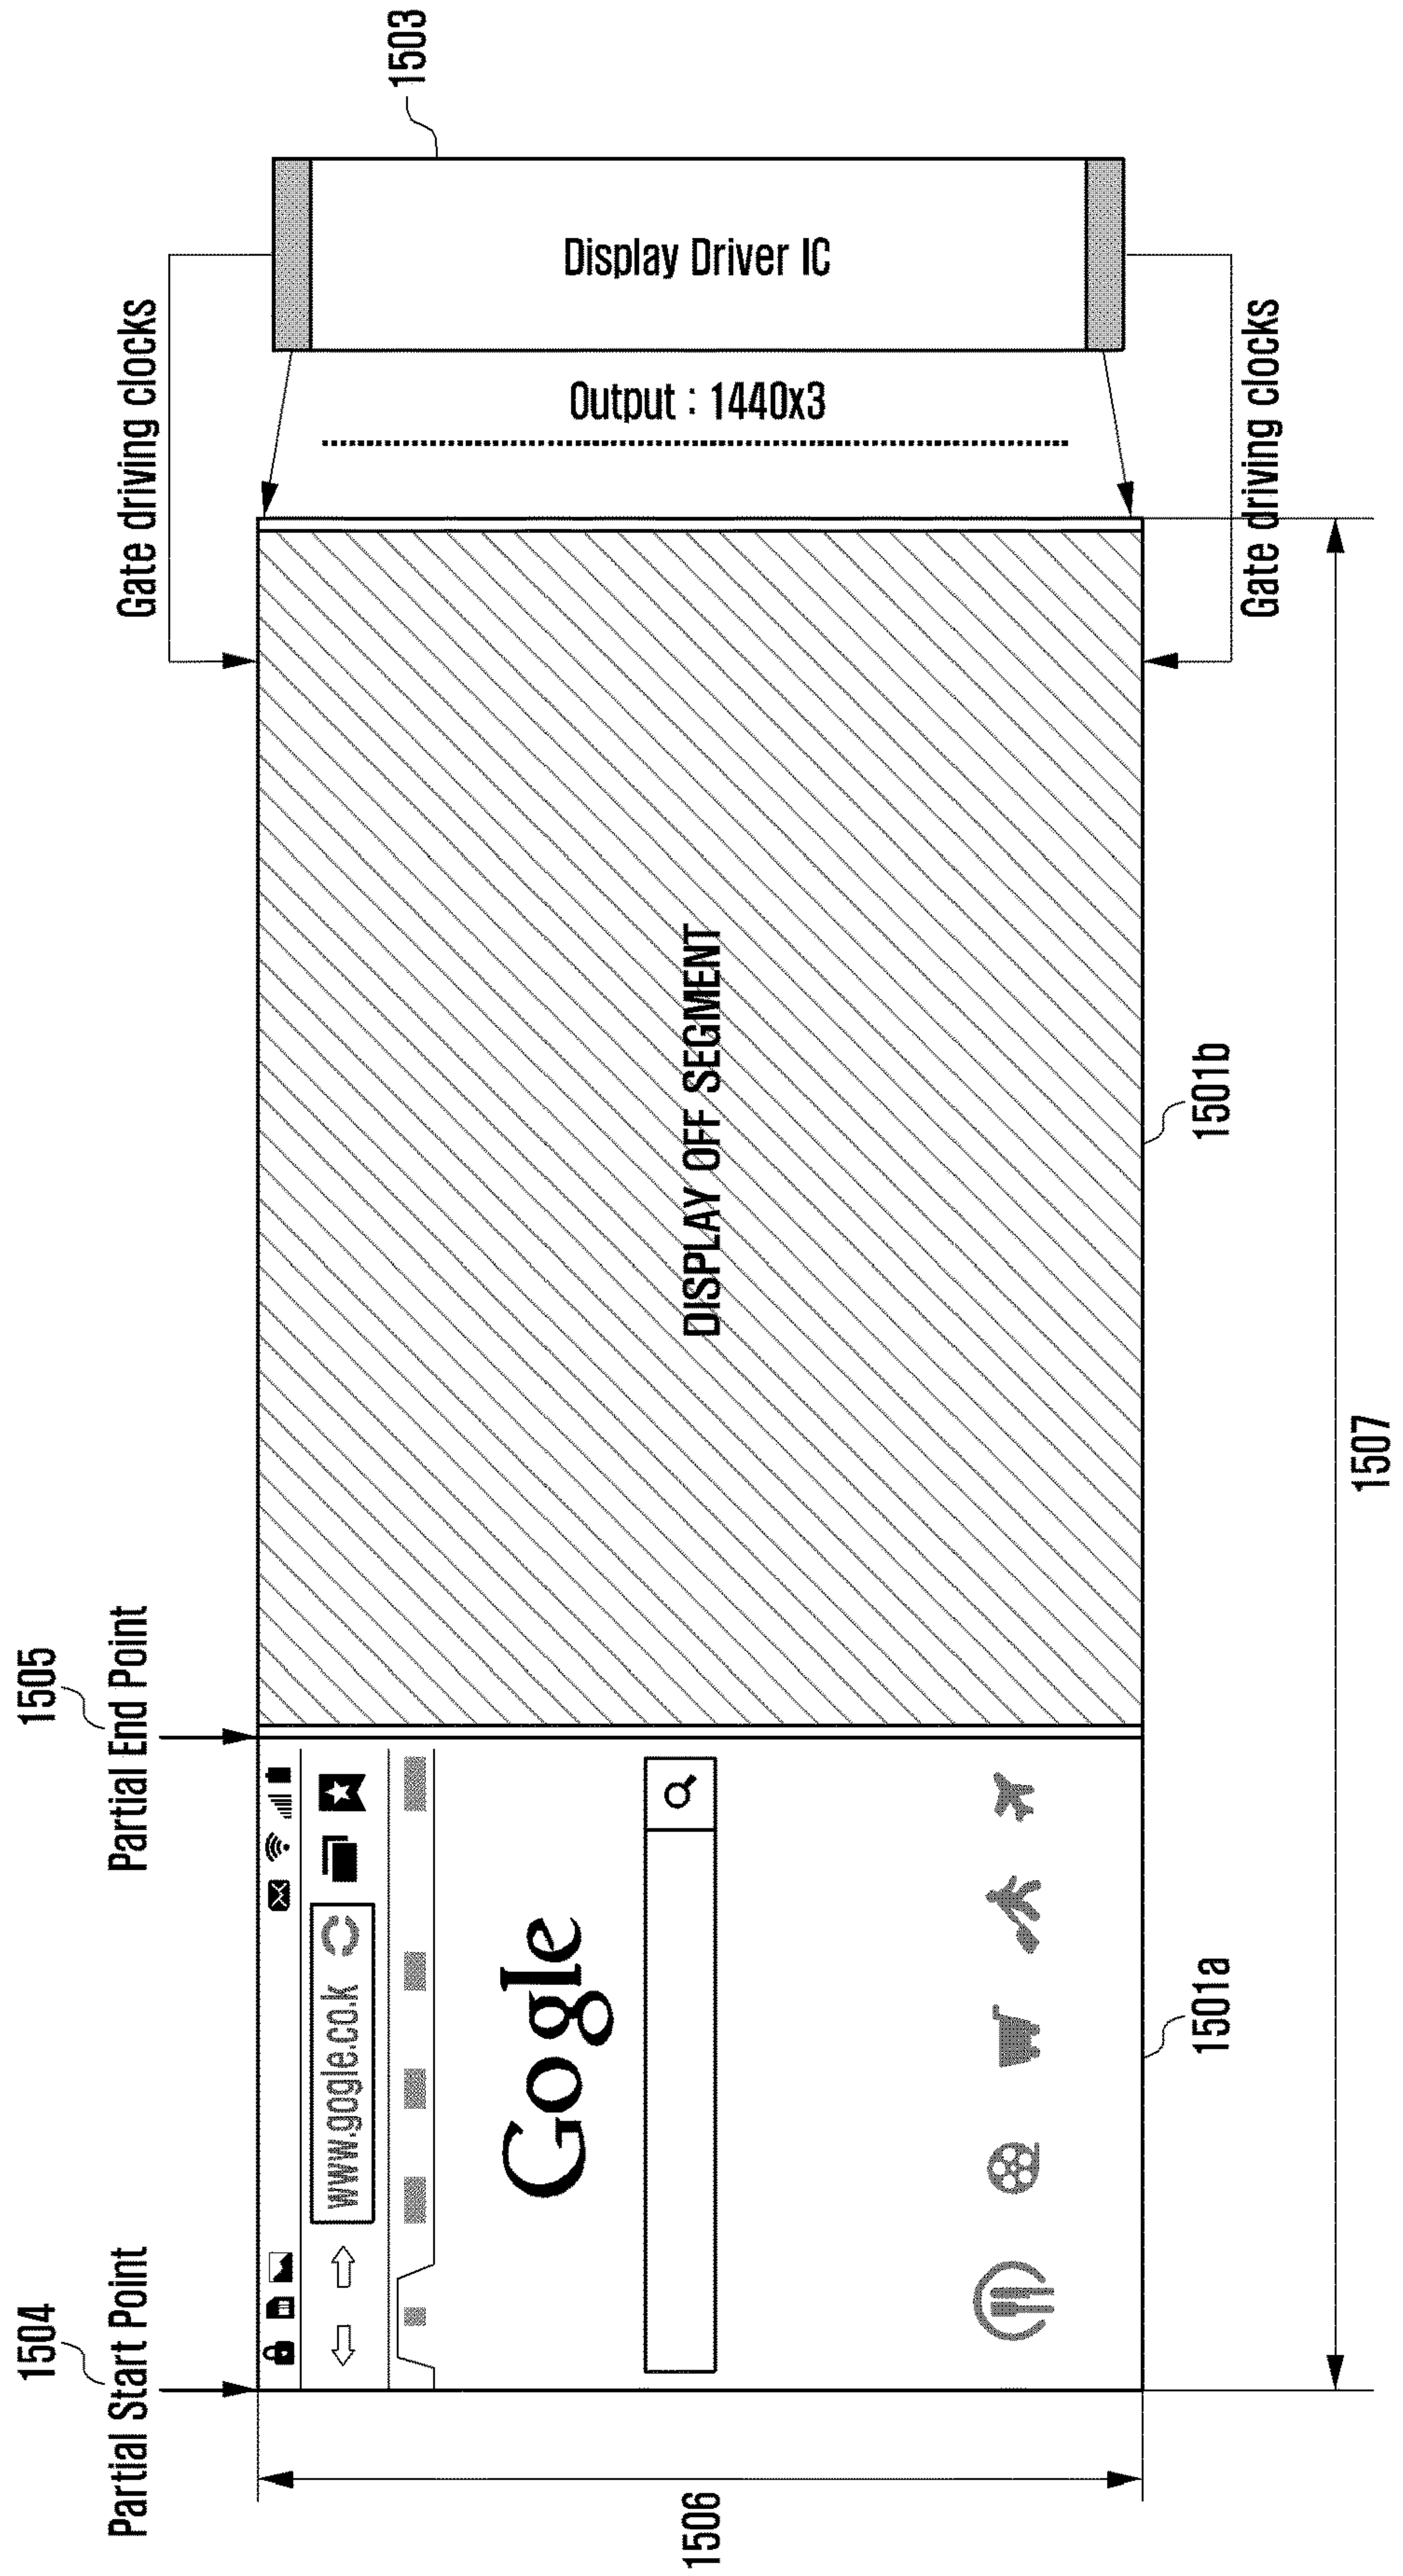 1504
Partial Start Point
1505
Partial End Point
Gate driving clocks
1503
www.gogle.co.k
Gogle
1506
DISPLAY OFF SEGMENT
Output : 1440x3
Display Driver IC
1501a
1501b
Gate driving clocks
1507